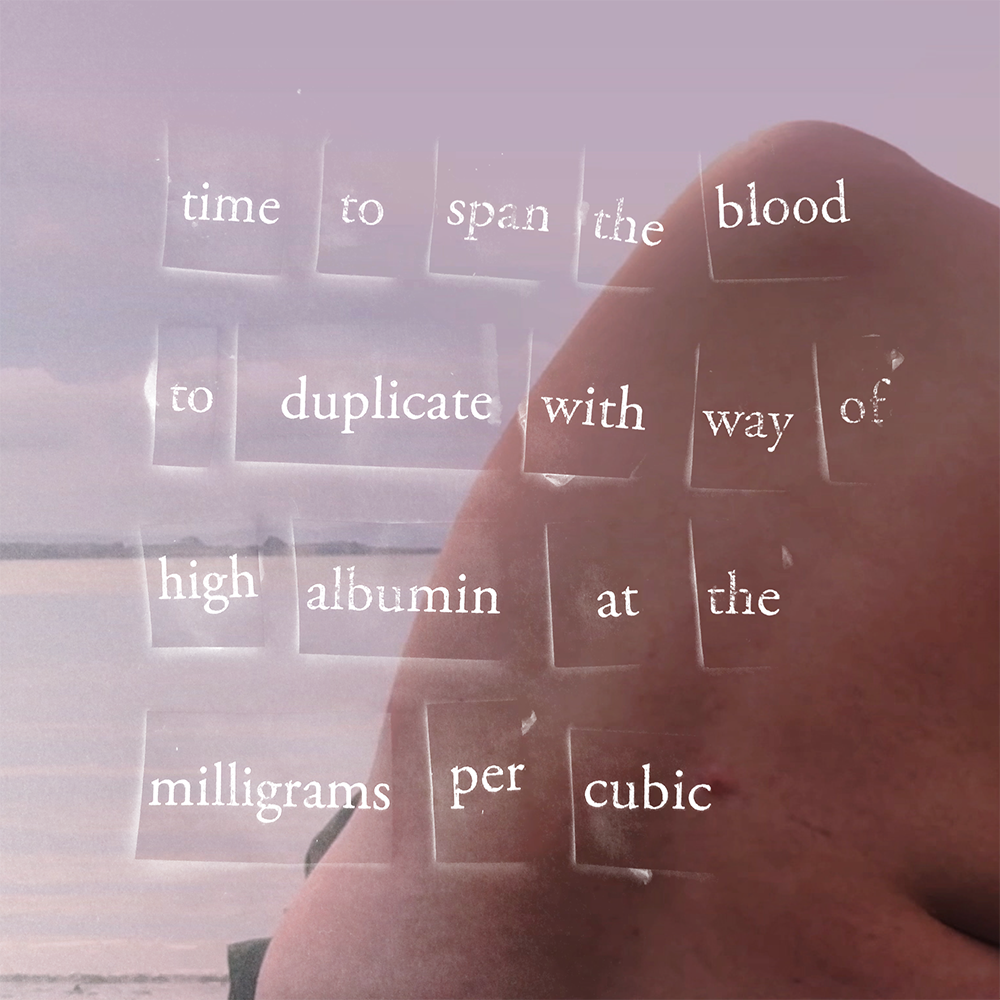 time to span the blood
to duplicate with way of
high albumin at the
milligrams per cubic